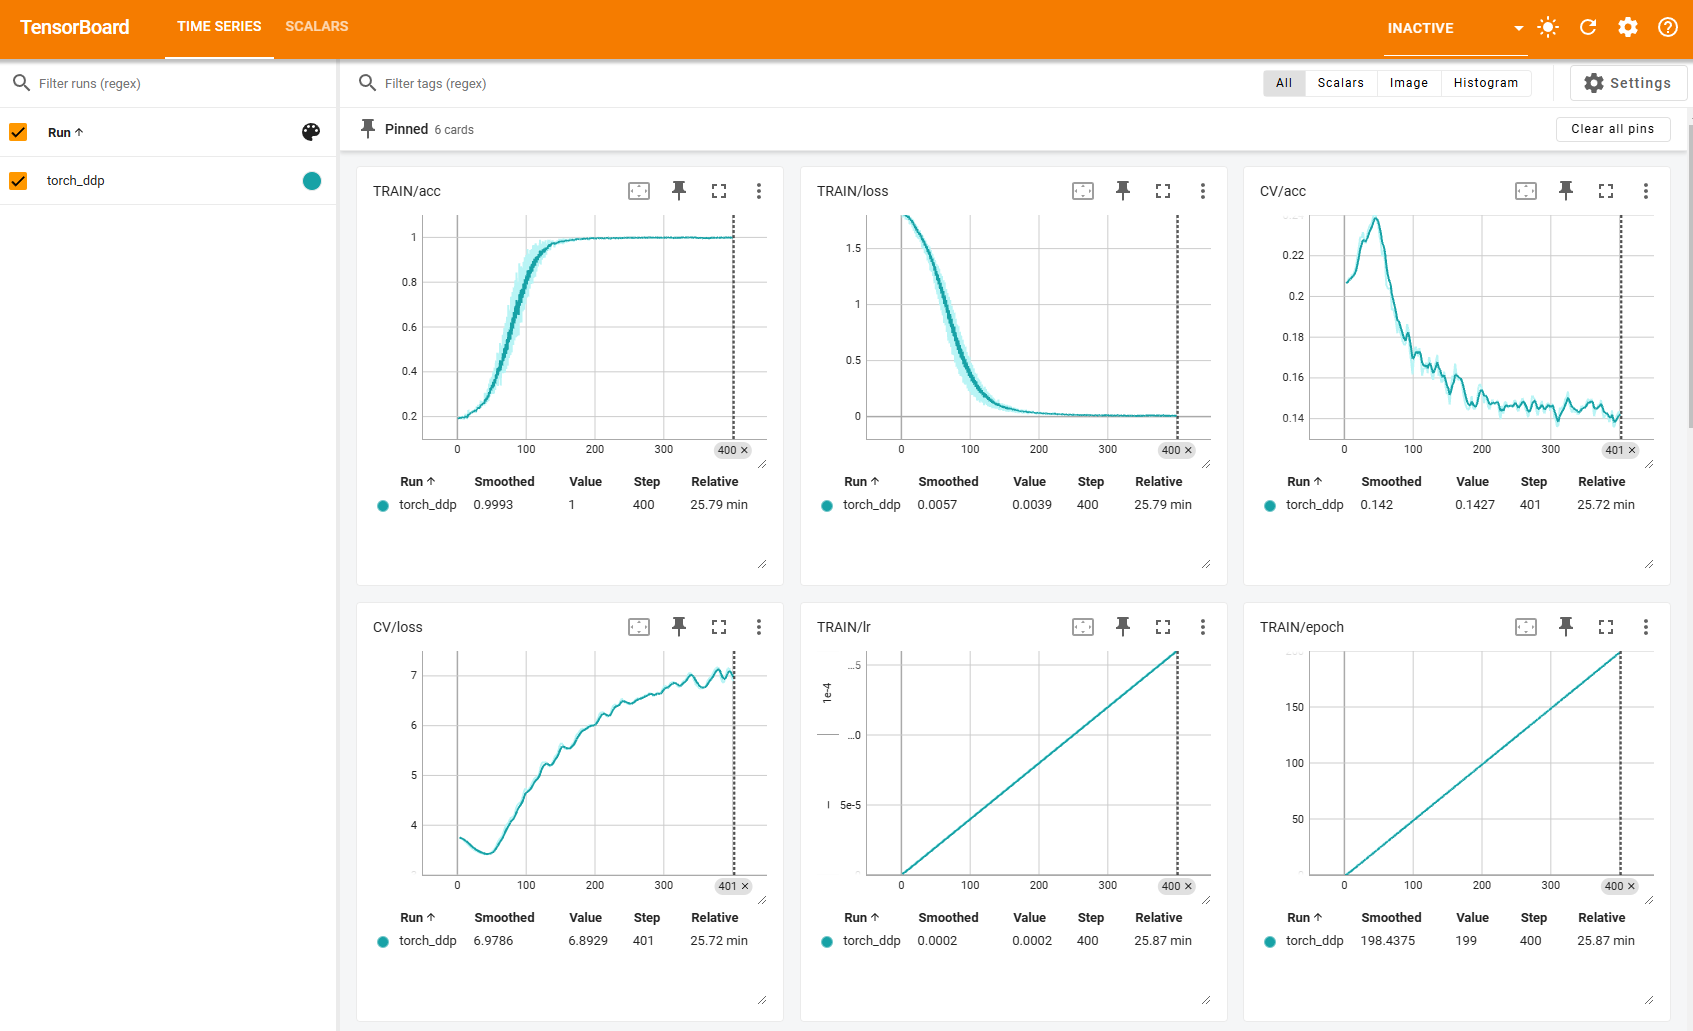 TensorBoard TIME SERIES SCALARS INACTIVE
Filter runs (regex)
Run
torch_ddp
Filter tags (regex) All Scalars Image Histogram Settings
Pinned 6 cards Clear all pins
TRAIN/acc
1
0.8
0.6
0.4
0.2
0 100 200 300 400 ×
Run Smoothed Value Step Relative
torch_ddp 0.9993 1 400 25.79 min
TRAIN/loss
1.5
1
0.5
0
0 100 200 300 400 ×
Run Smoothed Value Step Relative
torch_ddp 0.0057 0.0039 400 25.79 min
CV/acc
0.22
0.2
0.18
0.16
0.14
0 100 200 300 401 ×
Run Smoothed Value Step Relative
torch_ddp 0.142 0.1427 401 25.72 min
CV/loss
7
6
5
4
0 100 200 300 401 ×
Run Smoothed Value Step Relative
torch_ddp 6.9786 6.8929 401 25.72 min
TRAIN/lr
...5
1e-4
...0
5e-5
0 100 200 300 400 ×
Run Smoothed Value Step Relative
torch_ddp 0.0002 0.0002 400 25.87 min
TRAIN/epoch
150
100
50
0 100 200 300 400 ×
Run Smoothed Value Step Relative
torch_ddp 198.4375 199 400 25.87 min